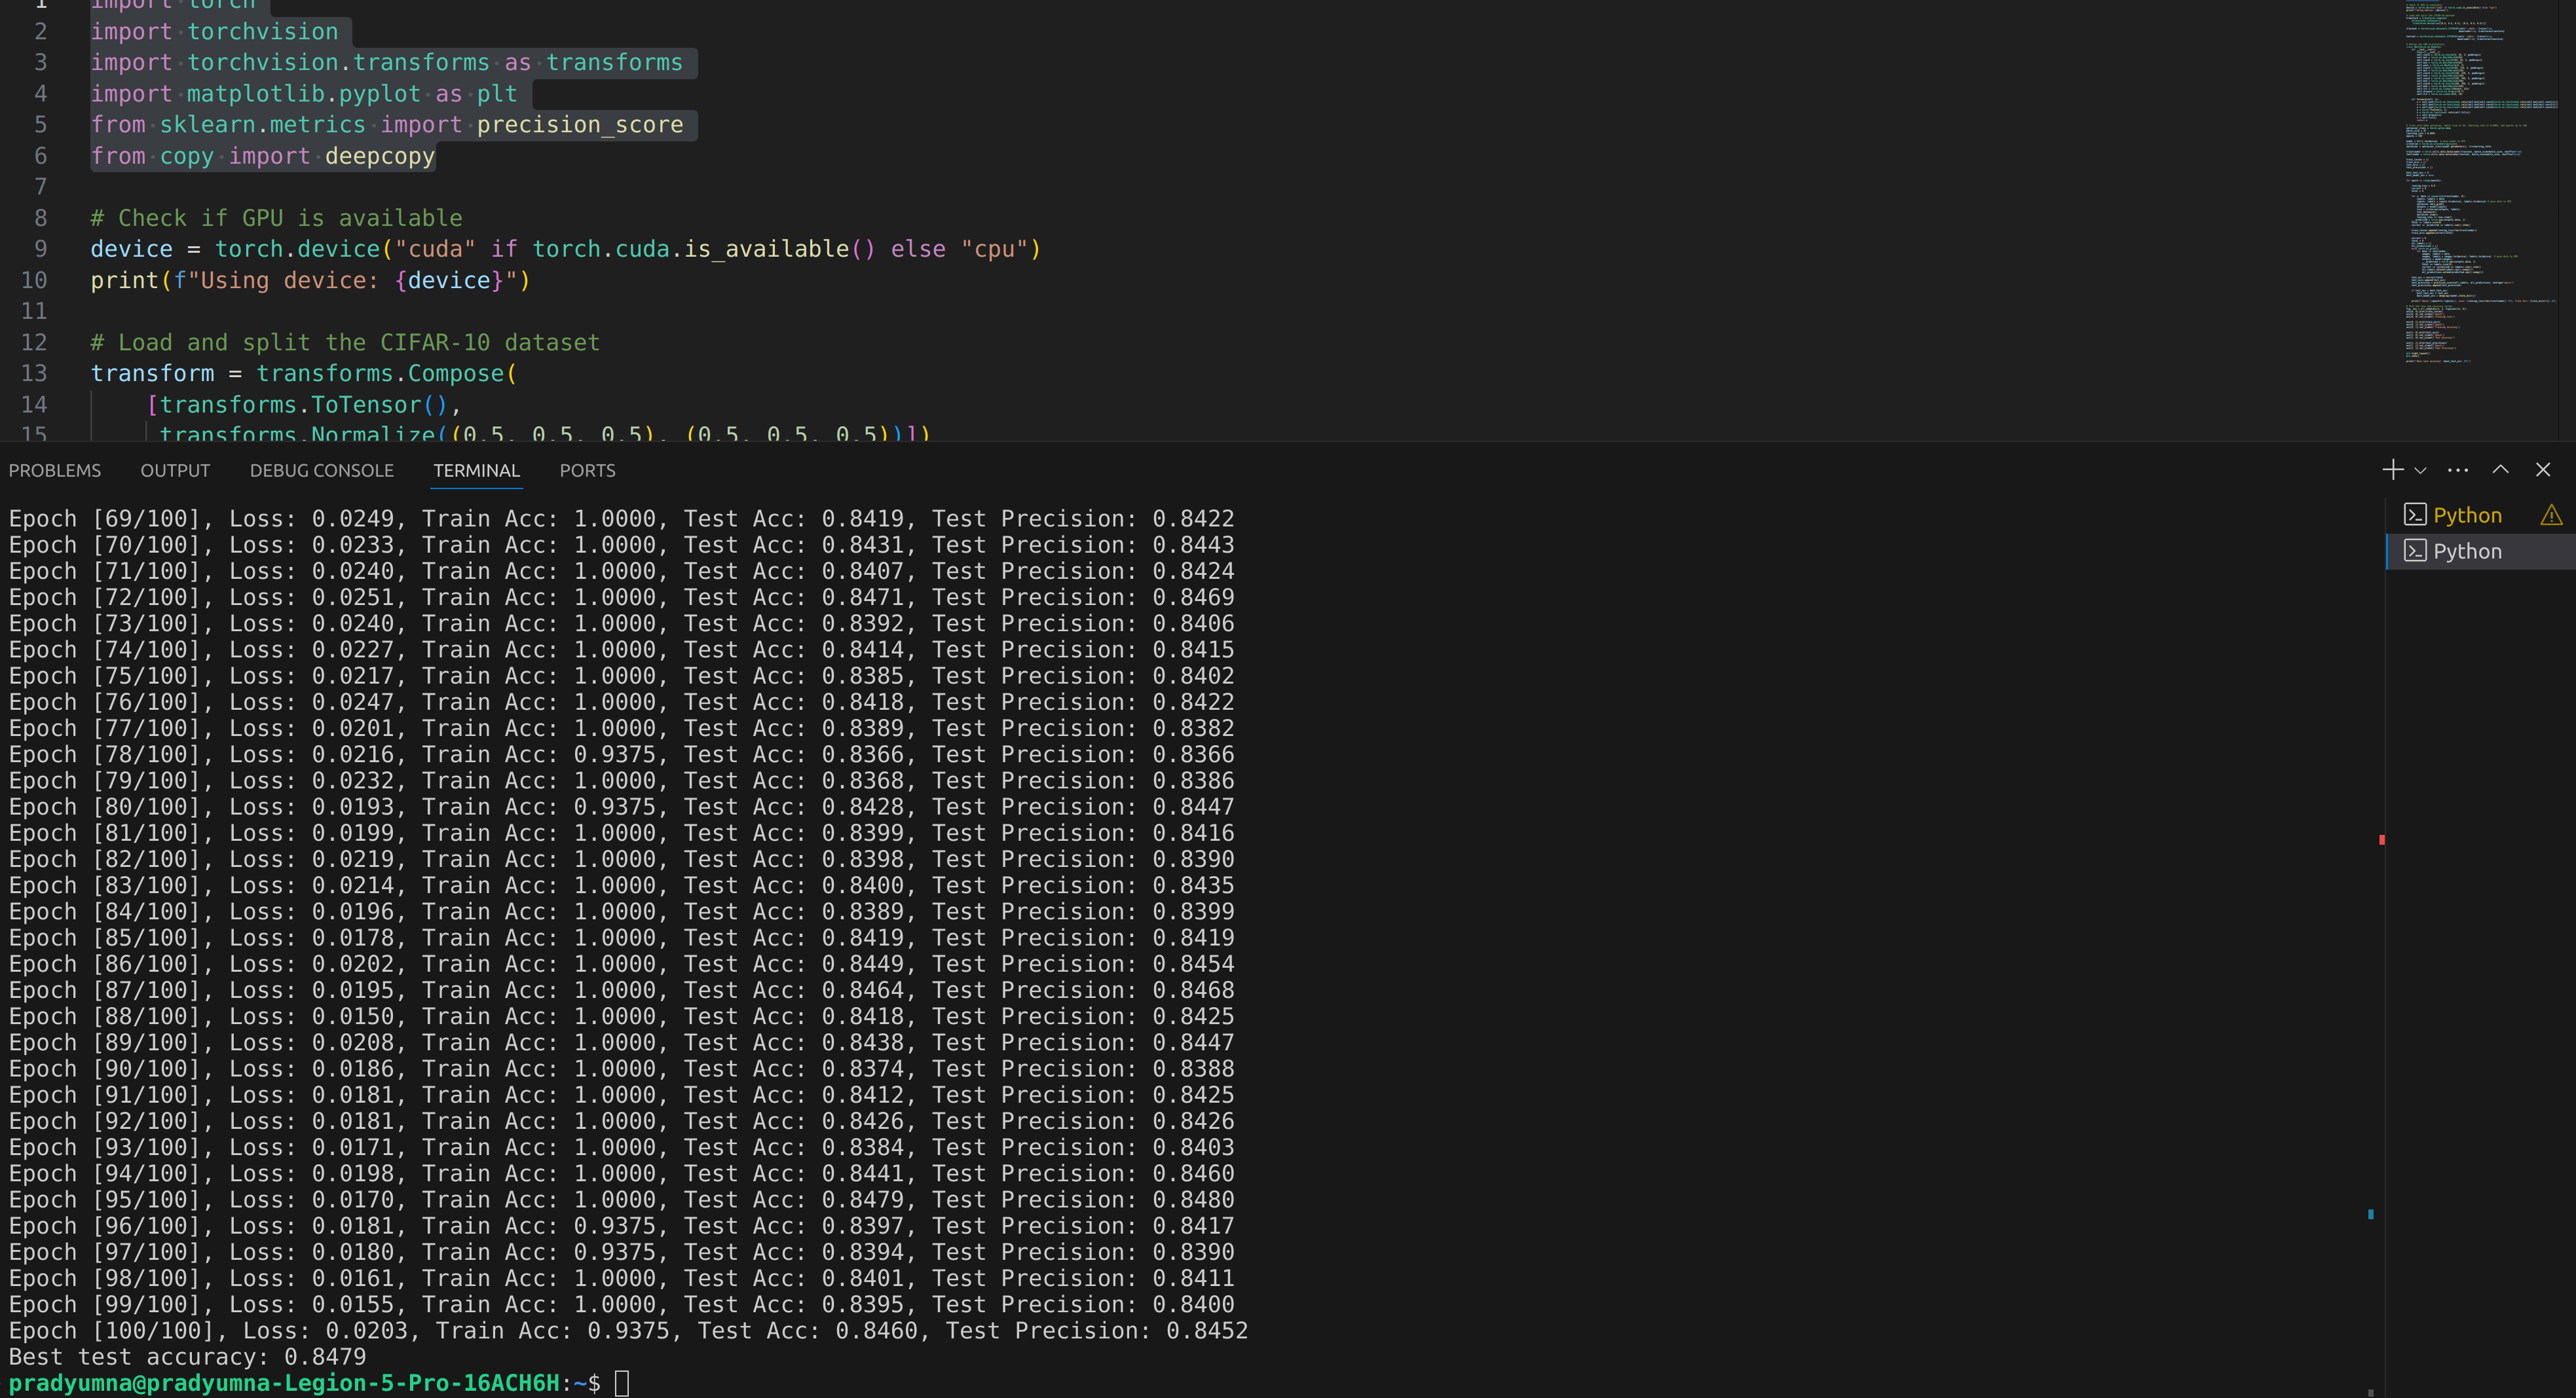 1 import torch
2 import torchvision
3 import torchvision.transforms as transforms
4 import matplotlib.pyplot as plt
5 from sklearn.metrics import precision_score
6 from copy import deepcopy
7
8 # Check if GPU is available
9 device = torch.device("cuda" if torch.cuda.is_available() else "cpu")
10 print(f"Using device: {device}")
11
12 # Load and split the CIFAR-10 dataset
13 transform = transforms.Compose(
14 [transforms.ToTensor(),
15 transforms.Normalize((0.5, 0.5, 0.5), (0.5, 0.5, 0.5))])
PROBLEMS OUTPUT DEBUG CONSOLE TERMINAL PORTS
Epoch [69/100], Loss: 0.0249, Train Acc: 1.0000, Test Acc: 0.8419, Test Precision: 0.8422
Epoch [70/100], Loss: 0.0233, Train Acc: 1.0000, Test Acc: 0.8431, Test Precision: 0.8443
Epoch [71/100], Loss: 0.0240, Train Acc: 1.0000, Test Acc: 0.8407, Test Precision: 0.8424
Epoch [72/100], Loss: 0.0251, Train Acc: 1.0000, Test Acc: 0.8471, Test Precision: 0.8469
Epoch [73/100], Loss: 0.0240, Train Acc: 1.0000, Test Acc: 0.8392, Test Precision: 0.8406
Epoch [74/100], Loss: 0.0227, Train Acc: 1.0000, Test Acc: 0.8414, Test Precision: 0.8415
Epoch [75/100], Loss: 0.0217, Train Acc: 1.0000, Test Acc: 0.8385, Test Precision: 0.8402
Epoch [76/100], Loss: 0.0247, Train Acc: 1.0000, Test Acc: 0.8418, Test Precision: 0.8422
Epoch [77/100], Loss: 0.0201, Train Acc: 1.0000, Test Acc: 0.8389, Test Precision: 0.8382
Epoch [78/100], Loss: 0.0216, Train Acc: 0.9375, Test Acc: 0.8366, Test Precision: 0.8366
Epoch [79/100], Loss: 0.0232, Train Acc: 1.0000, Test Acc: 0.8368, Test Precision: 0.8386
Epoch [80/100], Loss: 0.0193, Train Acc: 0.9375, Test Acc: 0.8428, Test Precision: 0.8447
Epoch [81/100], Loss: 0.0199, Train Acc: 1.0000, Test Acc: 0.8399, Test Precision: 0.8416
Epoch [82/100], Loss: 0.0219, Train Acc: 1.0000, Test Acc: 0.8398, Test Precision: 0.8390
Epoch [83/100], Loss: 0.0214, Train Acc: 1.0000, Test Acc: 0.8400, Test Precision: 0.8435
Epoch [84/100], Loss: 0.0196, Train Acc: 1.0000, Test Acc: 0.8389, Test Precision: 0.8399
Epoch [85/100], Loss: 0.0178, Train Acc: 1.0000, Test Acc: 0.8419, Test Precision: 0.8419
Epoch [86/100], Loss: 0.0202, Train Acc: 1.0000, Test Acc: 0.8449, Test Precision: 0.8454
Epoch [87/100], Loss: 0.0195, Train Acc: 1.0000, Test Acc: 0.8464, Test Precision: 0.8468
Epoch [88/100], Loss: 0.0150, Train Acc: 1.0000, Test Acc: 0.8418, Test Precision: 0.8425
Epoch [89/100], Loss: 0.0208, Train Acc: 1.0000, Test Acc: 0.8438, Test Precision: 0.8447
Epoch [90/100], Loss: 0.0186, Train Acc: 1.0000, Test Acc: 0.8374, Test Precision: 0.8388
Epoch [91/100], Loss: 0.0181, Train Acc: 1.0000, Test Acc: 0.8412, Test Precision: 0.8425
Epoch [92/100], Loss: 0.0181, Train Acc: 1.0000, Test Acc: 0.8426, Test Precision: 0.8426
Epoch [93/100], Loss: 0.0171, Train Acc: 1.0000, Test Acc: 0.8384, Test Precision: 0.8403
Epoch [94/100], Loss: 0.0198, Train Acc: 1.0000, Test Acc: 0.8441, Test Precision: 0.8460
Epoch [95/100], Loss: 0.0170, Train Acc: 1.0000, Test Acc: 0.8479, Test Precision: 0.8480
Epoch [96/100], Loss: 0.0181, Train Acc: 0.9375, Test Acc: 0.8397, Test Precision: 0.8417
Epoch [97/100], Loss: 0.0180, Train Acc: 0.9375, Test Acc: 0.8394, Test Precision: 0.8390
Epoch [98/100], Loss: 0.0161, Train Acc: 1.0000, Test Acc: 0.8401, Test Precision: 0.8411
Epoch [99/100], Loss: 0.0155, Train Acc: 1.0000, Test Acc: 0.8395, Test Precision: 0.8400
Epoch [100/100], Loss: 0.0203, Train Acc: 0.9375, Test Acc: 0.8460, Test Precision: 0.8452
Best test accuracy: 0.8479
pradyumna@pradyumna-Legion-5-Pro-16ACH6H:~$
Python
Python